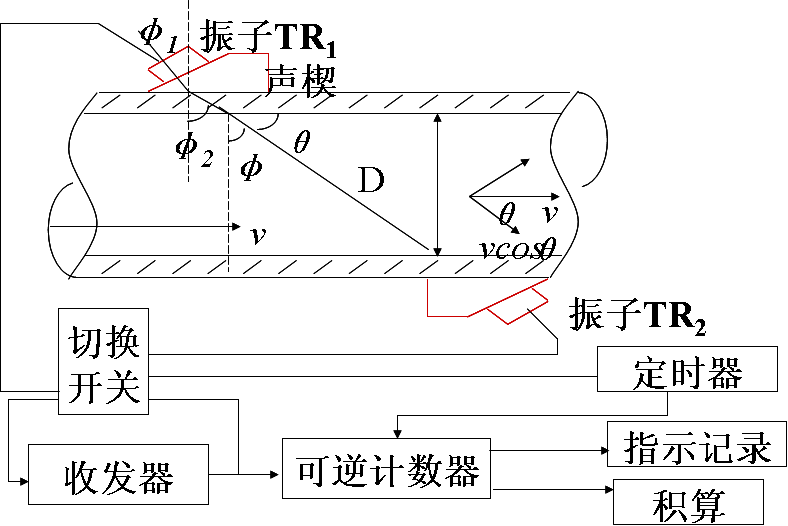 ϕ1
振子TR1
声楔
ϕ2
ϕ
θ
D
θ
v
v
vcosθ
振子TR2
切换
开关
定时器
收发器
可逆计数器
指示记录
积算